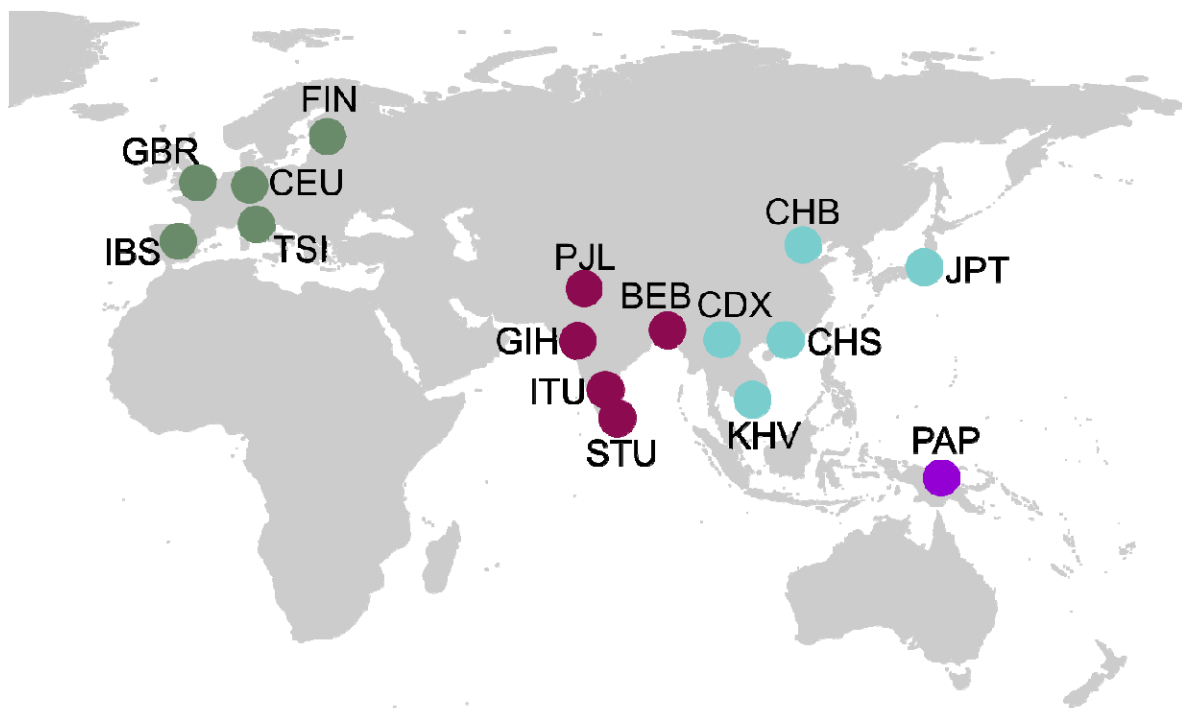 FIN
GBR
CEU
IBS
TSI
CHB
PJL
JPT
BEB
CDX
GIH
CHS
ITU
STU
KHV
PAP